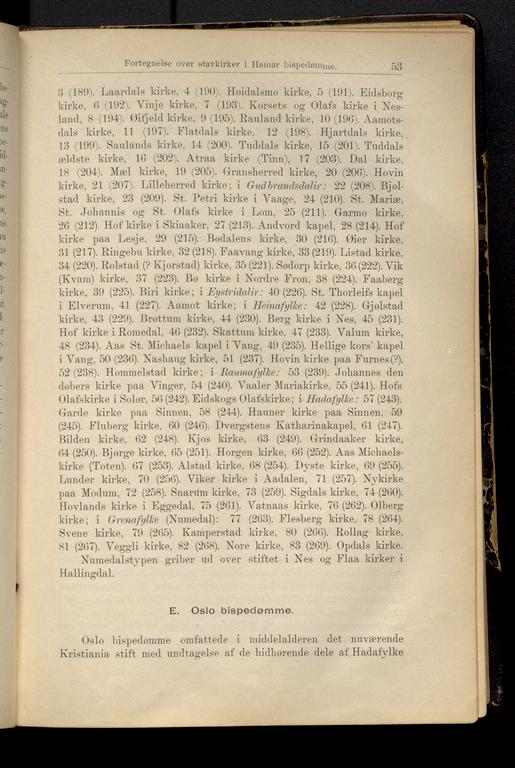 Fortegnelse over stavkirker i Hamar bispedømme. 53
3 (189). Laardals kirke, 4 (190). Høidalsmo kirke, 5 (191). Eidsborg
kirke, 6 (192). Vinje kirke, 7 (193). Korsets og Olafs kirke i Nes-
land, 8 (194). Øifjeld kirke, 9 (195). Rauland kirke, 10 (196). Aamots-
dals kirke, 11 (197). Flatdals kirke, 12 (198). Hjartdals kirke,
13 (199). Saulands kirke, 14 (200). Tuddals kirke, 15 (201). Tuddals
ældste kirke, 16 (202). Atraa kirke (Tinn), 17 (203). Dal kirke,
18 (204). Mæl kirke, 19 (205). Gransherred kirke, 20 (206). Hovin
kirke, 21 (207). Lilleherred kirke; i Gudbrandsdalir: 22 (208). Bjøl-
stad kirke, 23 (209). St. Petri kirke i Vaage, 24 (210). St. Mariæ,
St. Johannis og St. Olafs kirke i Lom, 25 (211). Garmo kirke,
26 (212). Hof kirke i Skiaaker, 27 (213). Andvord kapel, 28 (214). Hof
kirke paa Lesje, 29 (215). Bødalens kirke, 30 (216). Øier kirke,
31 (217). Ringebu kirke, 32 (218). Faavang kirke, 33 (219). Listad kirke,
34 (220). Rolstad (? Kjorstad) kirke, 35 (221). Sødorp kirke, 36 (222). Vik
(Kvam) kirke, 37 (223). Bø kirke i Nordre Fron, 38 (224). Faaberg
kirke, 39 (225). Biri kirke; i Eystridalir: 40 (226). St. Thorleifs kapel
i Elverum, 41 (227). Aamot kirke; i Heinafylke: 42 (228). Gjølstad
kirke, 43 (229). Brøttum kirke, 44 (230). Berg kirke i Nes, 45 (231).
Hof kirke i Romedal, 46 (232). Skattum kirke, 47 (233). Valum kirke,
48 (234). Aas St. Michaels kapel i Vang, 49 (235). Hellige kors' kapel
i Vang, 50 (236). Nashaug kirke, 51 (237). Hovin kirke paa Furnes(?),
52 (238). Hommelstad kirke; i Raumafylke: 53 (239). Johannes den
døbers kirke paa Vinger, 54 (240). Vaaler Mariakirke, 55 (241). Hofs
Olafskirke i Solør, 56 (242). Eidskogs Olafskirke; i Hadafylke: 57 (243).
Garde kirke paa Sinnen, 58 (244). Hauner kirke paa Sinnen, 59
(245). Fluberg kirke, 60 (246). Dvergstens Katharinakapel, 61 (247).
Bilden kirke, 62 (248). Kjos kirke, 63 (249). Grindaaker kirke,
64 (250). Bjørge kirke, 65 (251). Horgen kirke, 66 (252). Aas Michaels-
kirke (Toten). 67 (253). Alstad kirke, 68 (254). Dyste kirke, 69 (255).
Lunder kirke, 70 (256). Viker kirke i Aadalen, 71 (257). Nykirke
paa Modum, 72 (258). Snarum kirke, 73 (259). Sigdals kirke, 74 (260).
Hovlands kirke i Eggedal, 75 (261). Vatnaas kirke, 76 (262). Ølberg
kirke; i Grenafylke (Numedal): 77 (263). Flesberg kirke, 78 (264).
Svene kirke, 79 (265). Kamperstad kirke, 80 (266). Rollag kirke,
81 (267). Veggli kirke, 82 (268). Nore kirke, 83 (269). Opdals kirke.
Numedalstypen griber ud over stiftet i Nes og Flaa kirker i
Hallingdal.
E. Oslo bispedømme.
Oslo bispedømme omfattede i middelalderen det nuværende
Kristiania stift med undtagelse af de hidhørende dele af Hadafylke